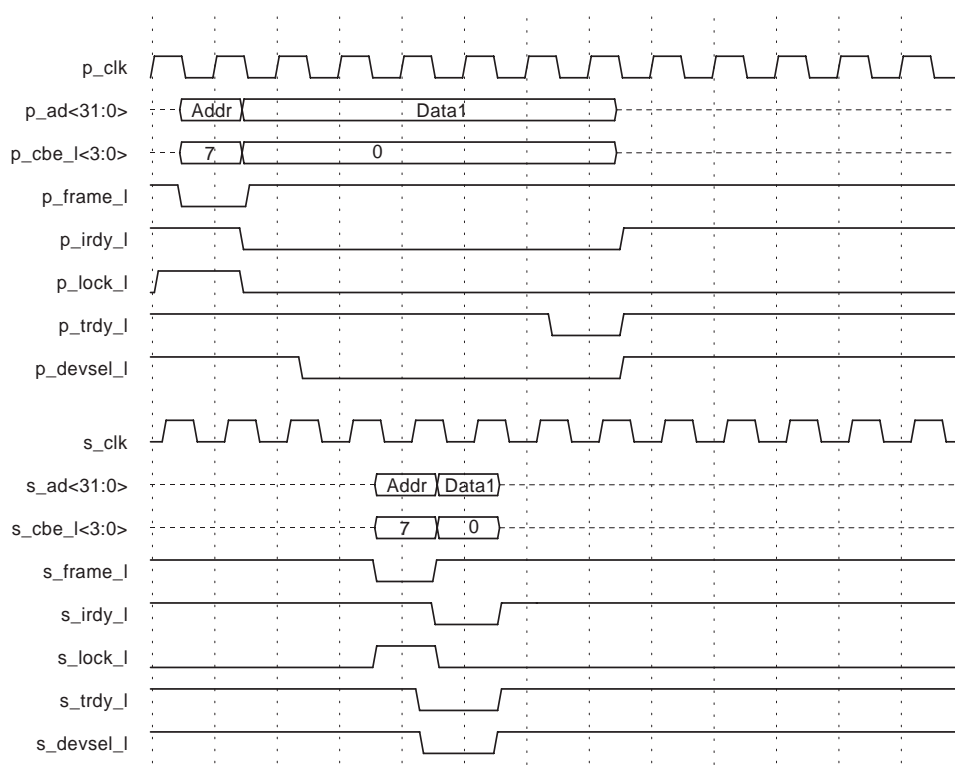 p_clk
p_ad<31:0> Addr Data1
p_cbe_l<3:0> 7 0
p_frame_l
p_irdy_l
p_lock_l
p_trdy_l
p_devsel_l
s_clk
s_ad<31:0> Addr Data1
s_cbe_l<3:0> 7 0
s_frame_l
s_irdy_l
s_lock_l
s_trdy_l
s_devsel_l